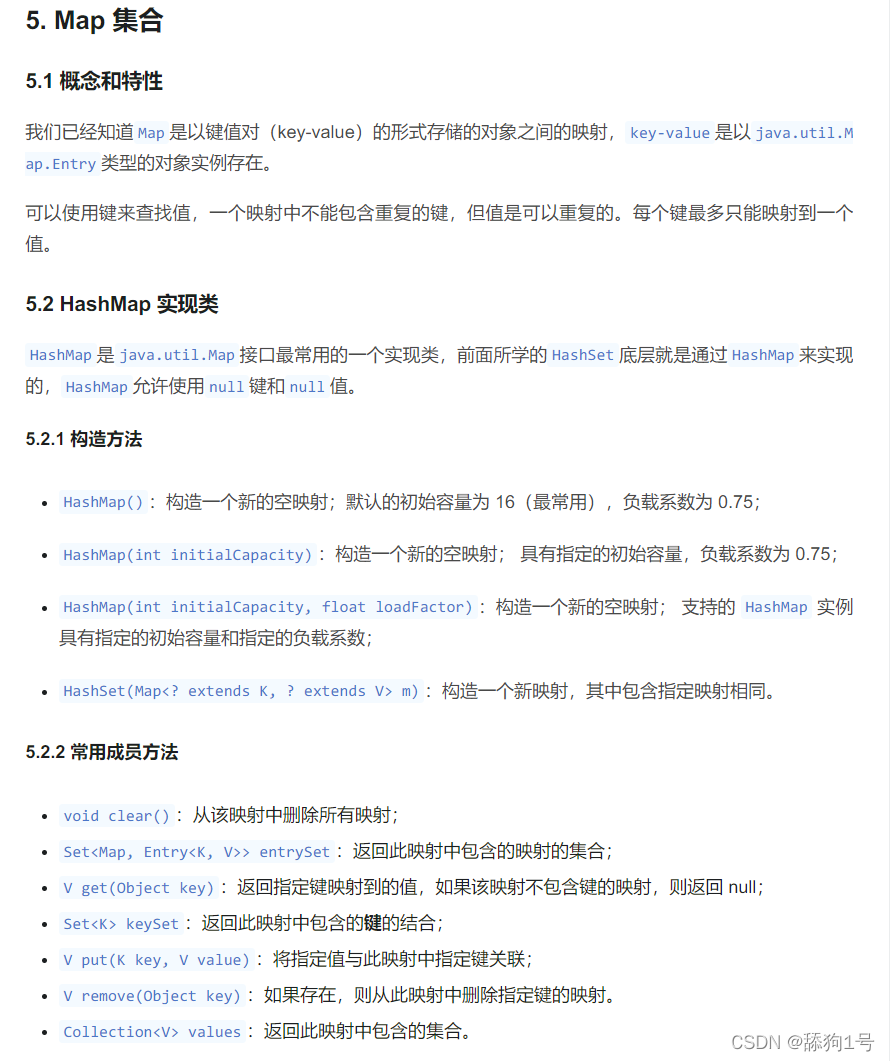 5. Map 集合
5.1 概念和特性
我们已经知道 Map 是以键值对（key-value）的形式存储的对象之间的映射， key-value 是以 java.util.M
ap.Entry 类型的对象实例存在。
可以使用键来查找值，一个映射中不能包含重复的键，但值是可以重复的。每个键最多只能映射到一个
值。
5.2 HashMap 实现类
HashMap 是 java.util.Map 接口最常用的一个实现类，前面所学的 HashSet 底层就是通过 HashMap 来实现
的， HashMap 允许使用 null 键和 null 值。
5.2.1 构造方法
• HashMap() ：构造一个新的空映射；默认的初始容量为 16（最常用），负载系数为 0.75；
• HashMap(int initialCapacity) ：构造一个新的空映射； 具有指定的初始容量，负载系数为 0.75；
• HashMap(int initialCapacity, float loadFactor) ：构造一个新的空映射； 支持的 HashMap 实例
具有指定的初始容量和指定的负载系数；
• HashSet(Map<? extends K, ? extends V> m) ：构造一个新映射，其中包含指定映射相同。
5.2.2 常用成员方法
• void clear() ：从该映射中删除所有映射；
• Set<Map, Entry<K, V>> entrySet ：返回此映射中包含的映射的集合；
• V get(Object key) ：返回指定键映射到的值，如果该映射不包含键的映射，则返回 null；
• Set<K> keySet ：返回此映射中包含的键的结合；
• V put(K key, V value) ：将指定值与此映射中指定键关联；
• V remove(Object key) ：如果存在，则从此映射中删除指定键的映射。
• Collection<V> values ：返回此映射中包含的集合。
CSDN @舔狗1号